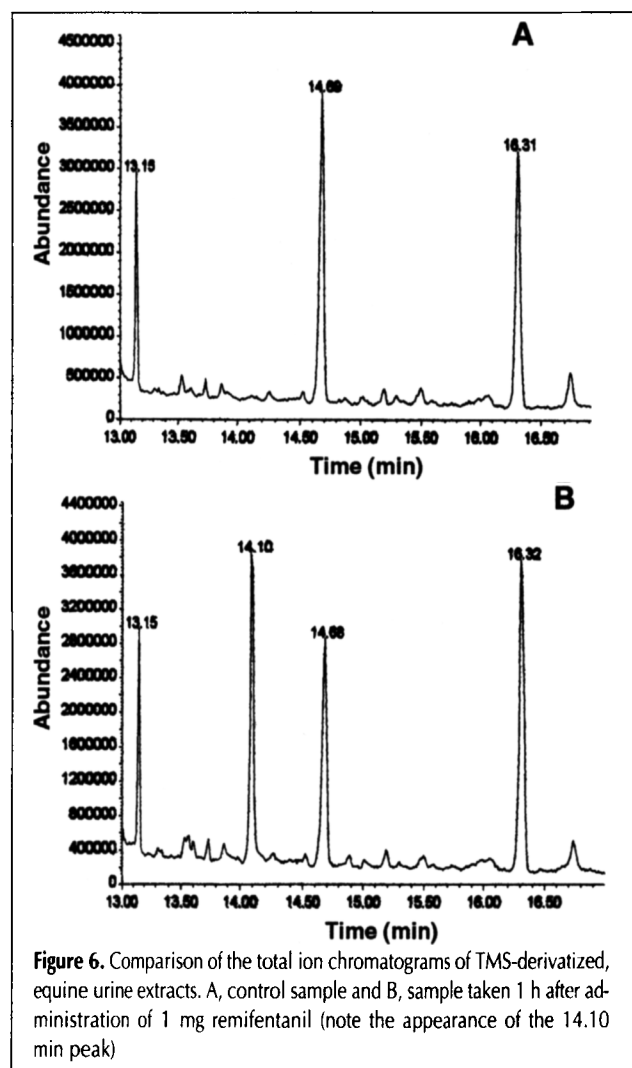 A
4500000
4000000
3500000
3000000
2500000
2000000
1500000
1000000
500000
0
Abundance
13.15
14.69
16.31
13.00 13.50 14.00 14.50 15.00 15.50 16.00 16.50
Time (min)
B
4400000
4000000
3600000
3200000
2800000
2400000
2000000
1600000
1200000
800000
400000
0
Abundance
13.15
14.10
14.68
16.32
13.00 13.50 14.00 14.50 15.00 15.50 16.00 16.50
Time (min)
Figure 6. Comparison of the total ion chromatograms of TMS-derivatized,
equine urine extracts. A, control sample and B, sample taken 1 h after ad-
ministration of 1 mg remifentanil (note the appearance of the 14.10
min peak)